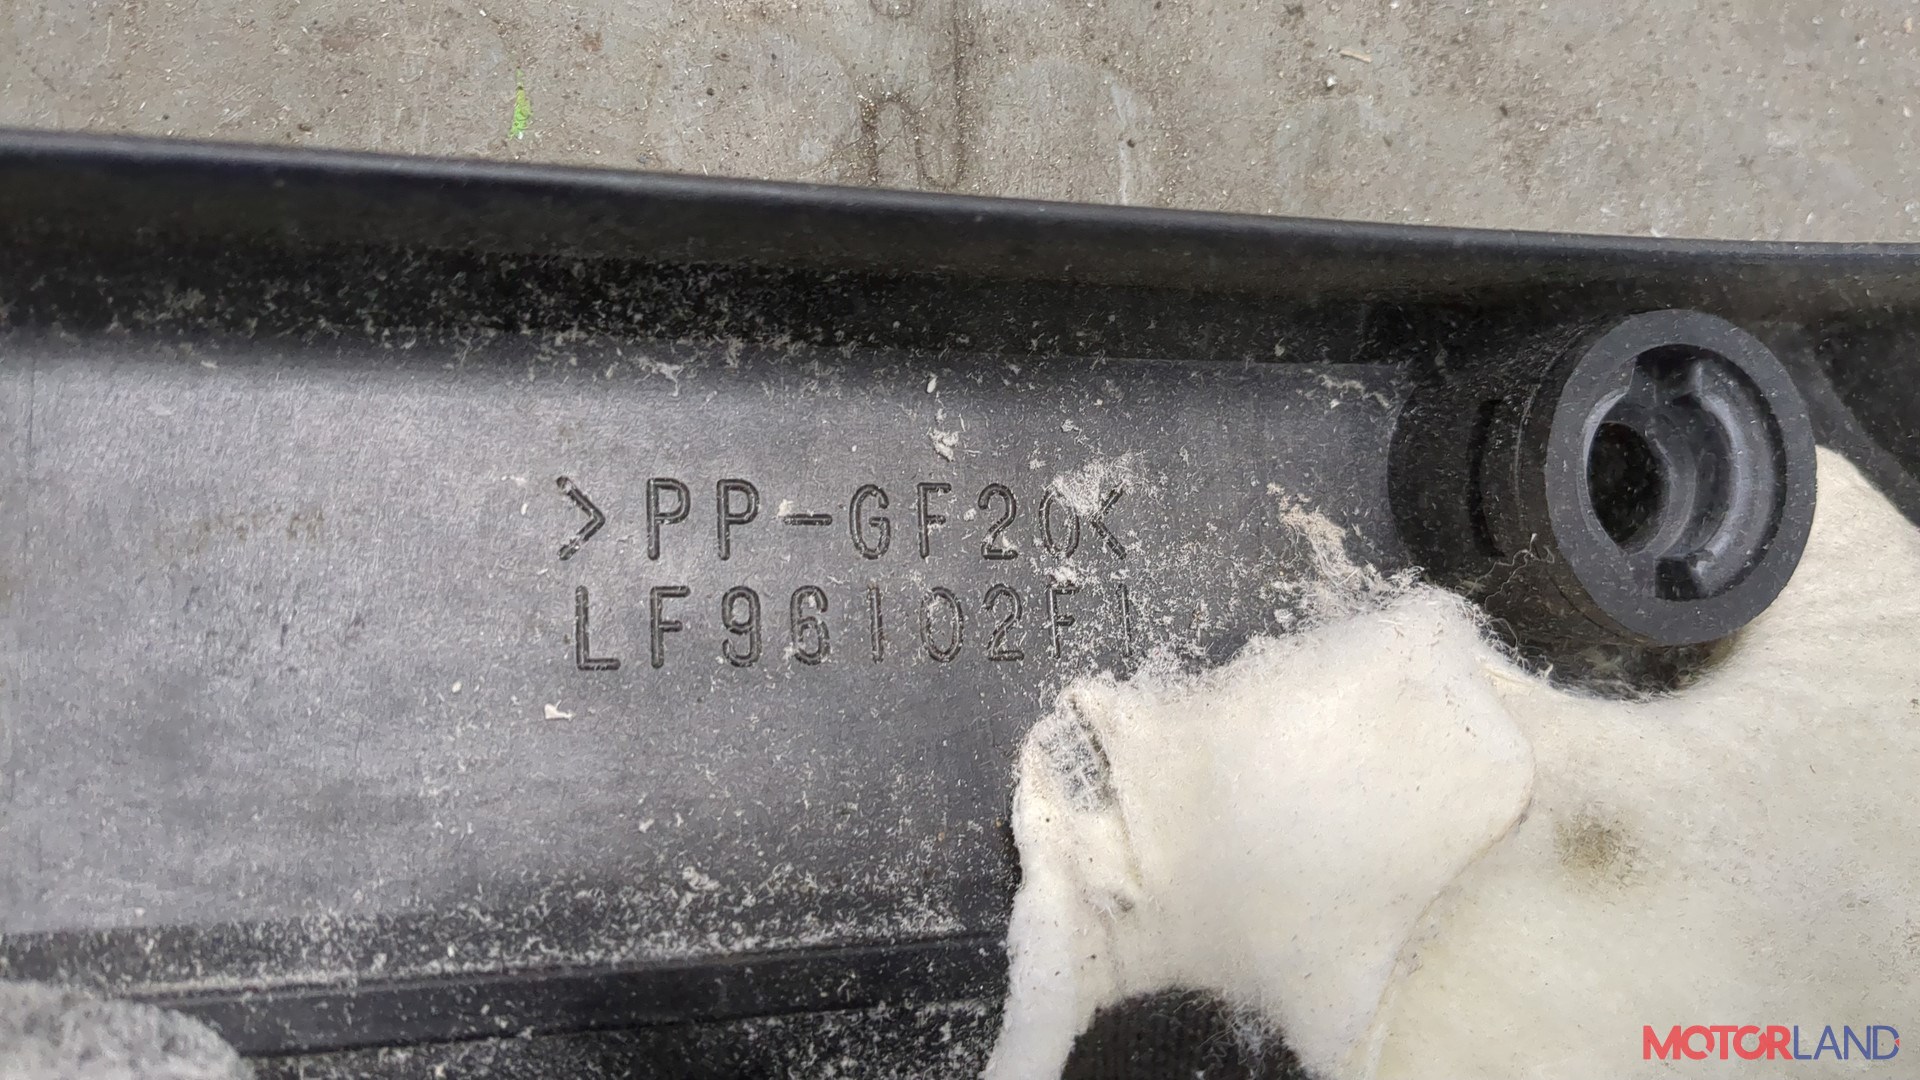 >PP-GF20<
LF96102F1
MOTORLAND